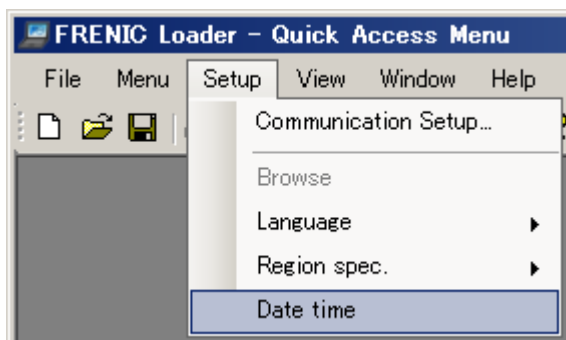 FRENIC Loader - Quick Access Menu
File Menu Setup View Window Help
Communication Setup...
Browse
Language
Region spec.
Date time